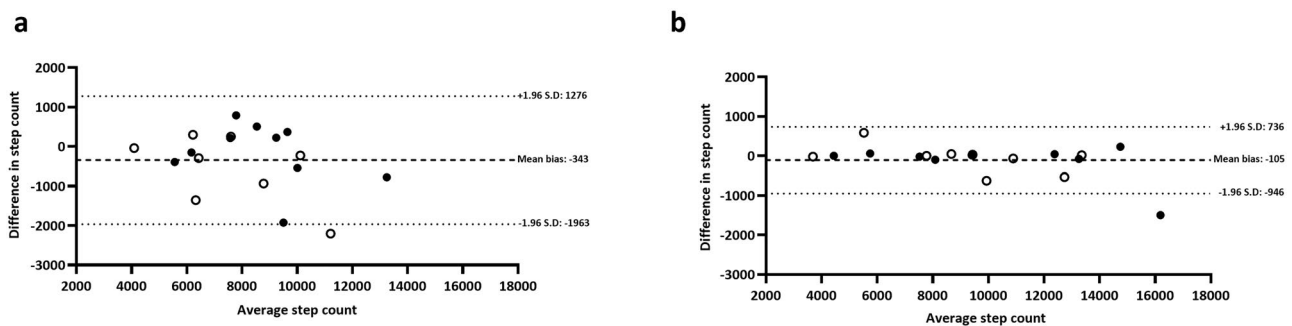 a
2000
1000
0
-1000
-2000
-3000
Difference in step count
+1.96 S.D: 1276
Mean bias: -343
-1.96 S.D: -1963
2000 4000 6000 8000 10000 12000 14000 16000 18000
Average step count
b
2000
1000
0
-1000
-2000
-3000
Difference in step count
+1.96 S.D: 736
Mean bias: -105
-1.96 S.D: -946
2000 4000 6000 8000 10000 12000 14000 16000 18000
Average step count